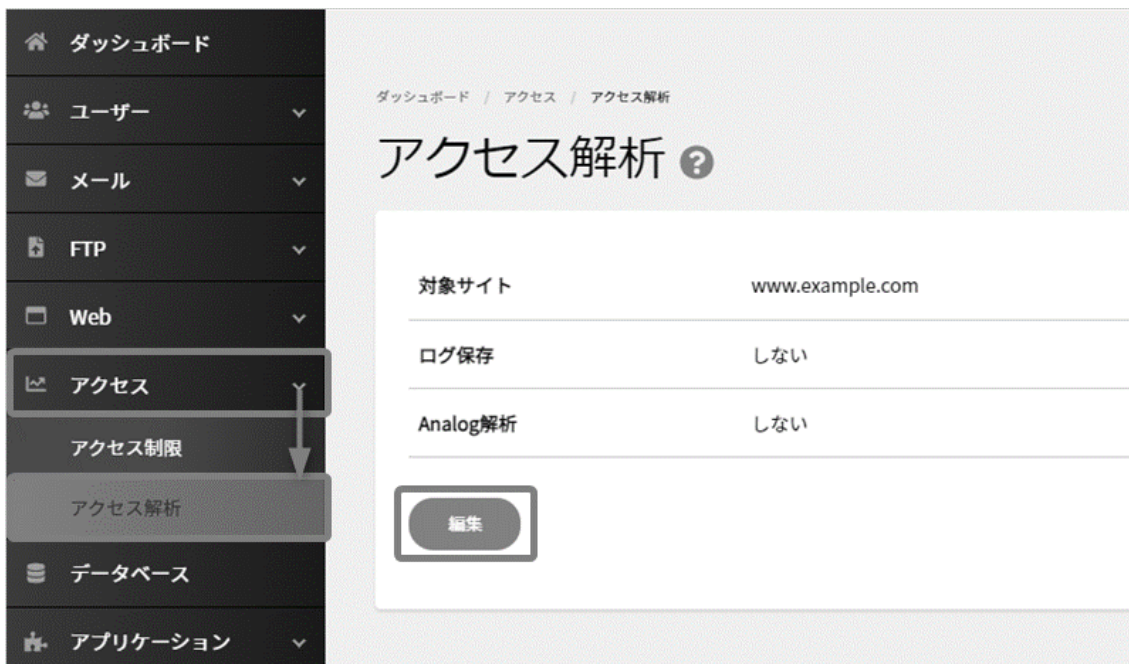 ダッシュボード
ユーザー
メール
FTP
Web
アクセス
アクセス制限
アクセス解析
データベース
アプリケーション
ダッシュボード / アクセス / アクセス解析
アクセス解析 ?
対象サイト www.example.com
ログ保存 しない
Analog解析 しない
編集